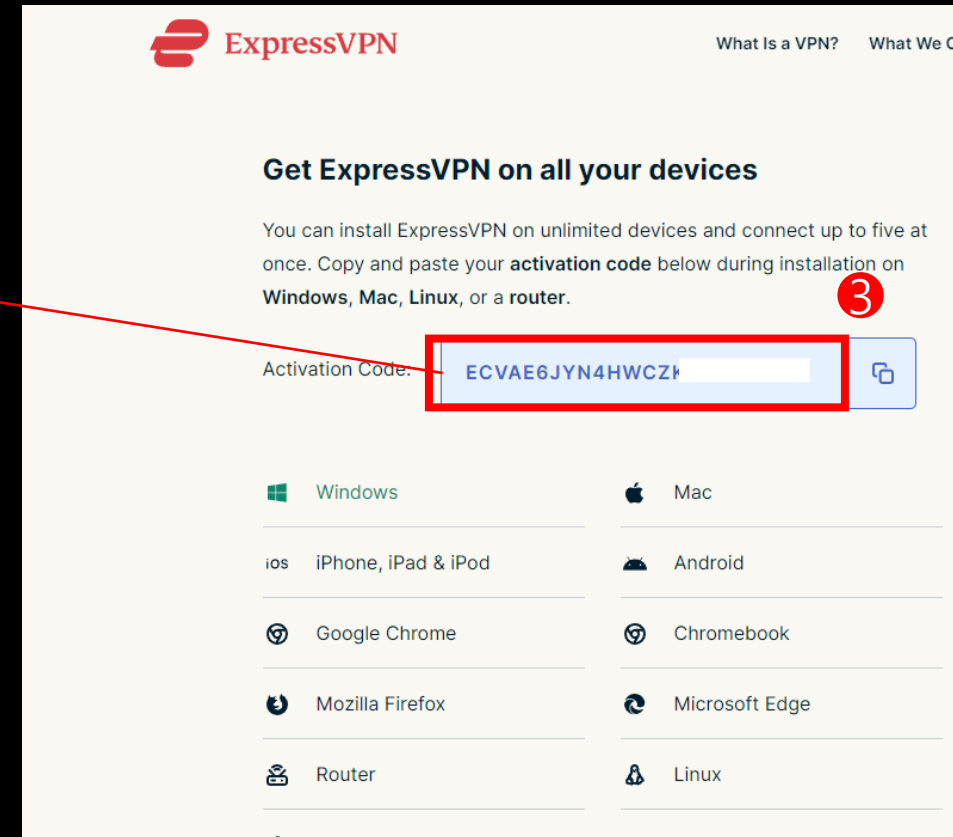 ExpressVPN
What Is a VPN?
What We
Get ExpressVPN on all your devices
You can install ExpressVPN on unlimited devices and connect up to five at
once. Copy and paste your activation code below during installation on
Windows, Mac, Linux, or a router.
3
Activation Code:
ECVAE6JYN4HWCZ
Windows
Mac
iOS
iPhone, iPad & iPod
Android
Google Chrome
Chromebook
Mozilla Firefox
Microsoft Edge
Router
Linux